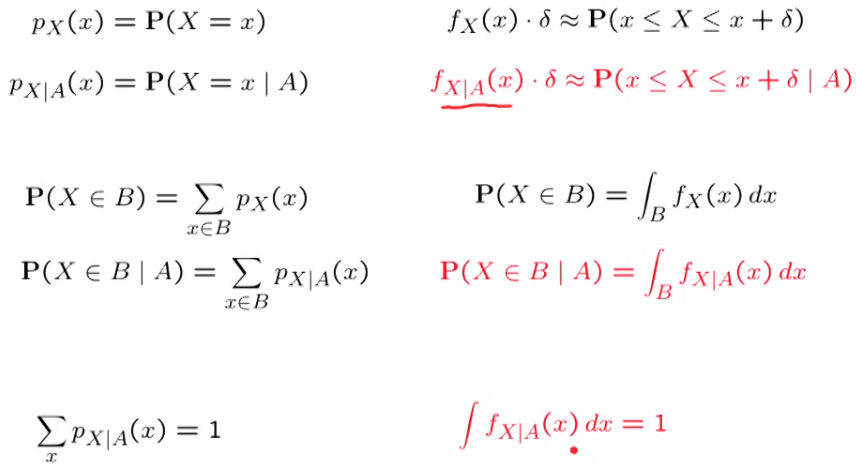 p_X(x) = P(X = x)
f_X(x) · δ ≈ P(x ≤ X ≤ x + δ)
p_{X|A}(x) = P(X = x | A)
f_{X|A}(x) · δ ≈ P(x ≤ X ≤ x + δ | A)
P(X ∈ B) = ∑_{x∈B} p_X(x)
P(X ∈ B) = ∫_B f_X(x) dx
P(X ∈ B | A) = ∑_{x∈B} p_{X|A}(x)
P(X ∈ B | A) = ∫_B f_{X|A}(x) dx
∑_x p_{X|A}(x) = 1
∫ f_{X|A}(x) dx = 1